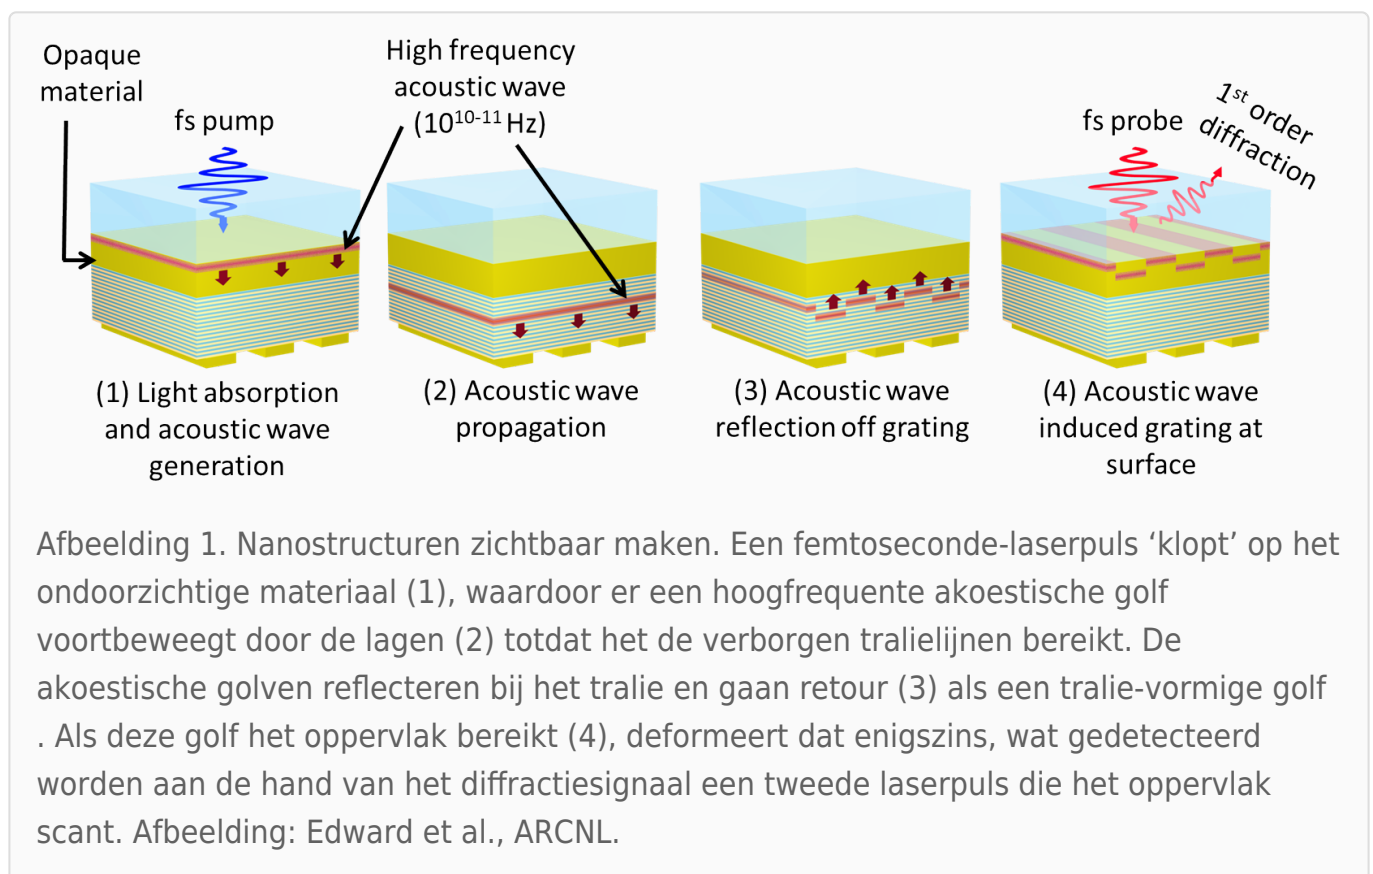 Opaque
material
fs pump
High frequency
acoustic wave
(10^10-11 Hz)
fs probe
1st order
diffraction
(1) Light absorption
and acoustic wave
generation
(2) Acoustic wave
propagation
(3) Acoustic wave
reflection off grating
(4) Acoustic wave
induced grating at
surface
Afbeelding 1. Nanostructuren zichtbaar maken. Een femtoseconde-laserpuls ‘klopt’ op het
ondoorzichtige materiaal (1), waardoor er een hoogfrequente akoestische golf
voortbeweegt door de lagen (2) totdat het de verborgen tralielijnen bereikt. De
akoestische golven reflecteren bij het tralie en gaan retour (3) als een tralie-vormige golf
. Als deze golf het oppervlak bereikt (4), deformeert dat enigszins, wat gedetecteerd
worden aan de hand van het diffractiesignaal een tweede laserpuls die het oppervlak
scant. Afbeelding: Edward et al., ARCNL.